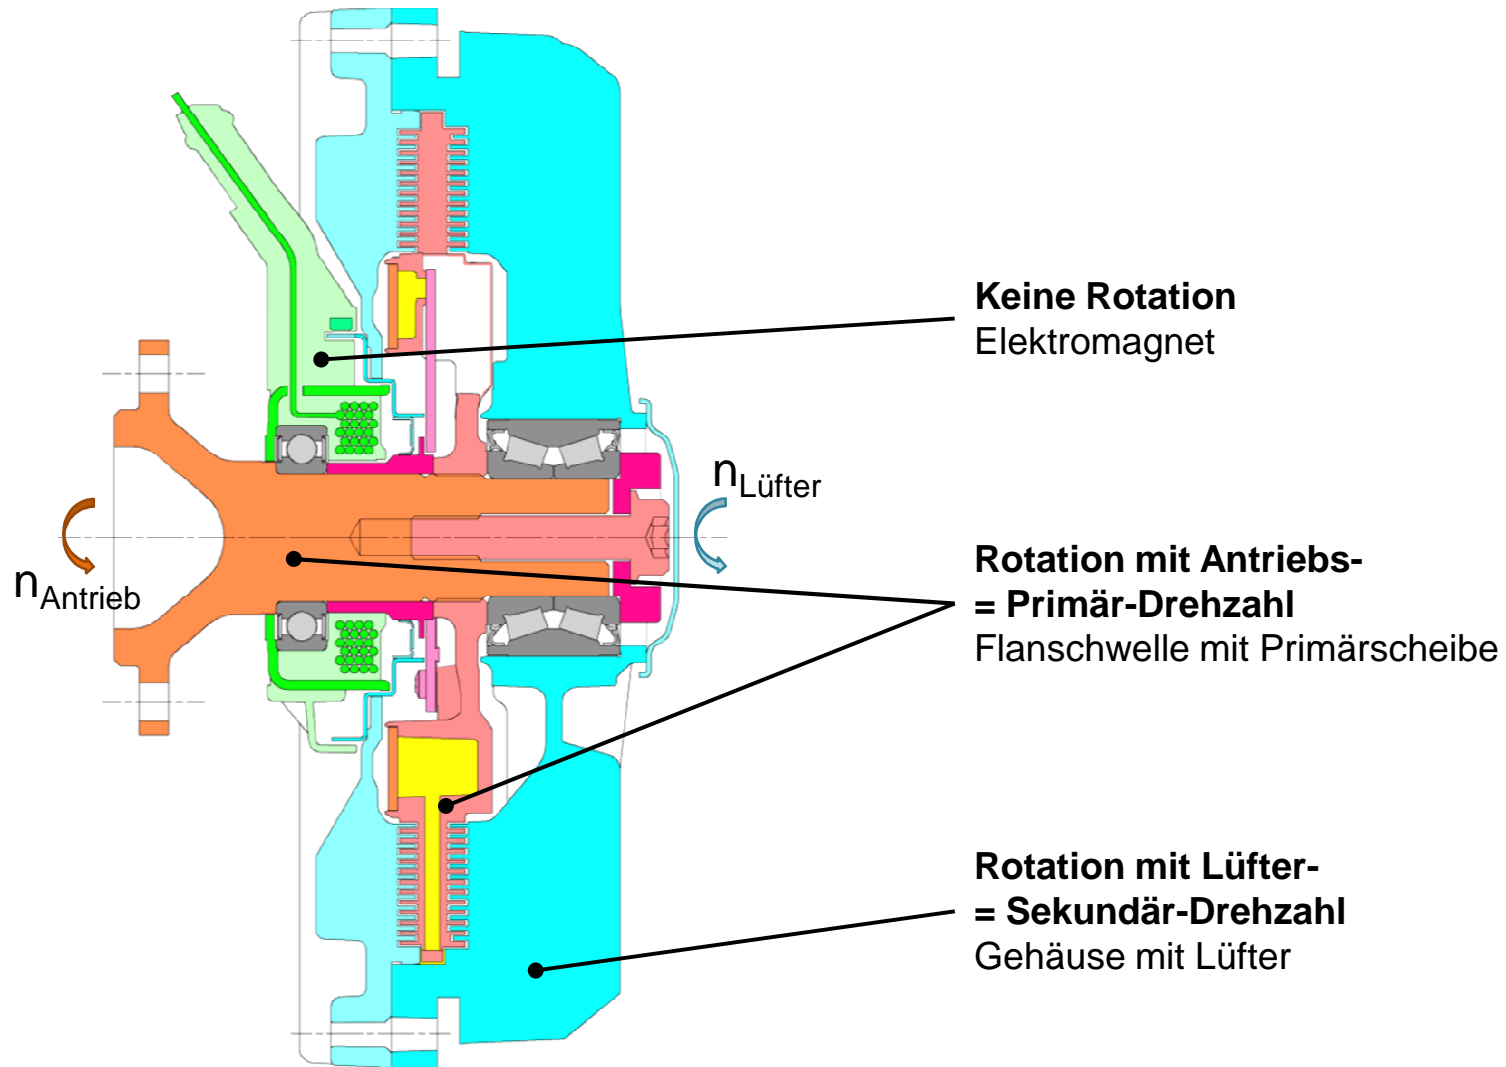 Keine Rotation
Elektromagnet
nLüfter
nAntrieb
Rotation mit Antriebs-
= Primär-Drehzahl
Flanschwelle mit Primärscheibe
Rotation mit Lüfter-
= Sekundär-Drehzahl
Gehäuse mit Lüfter